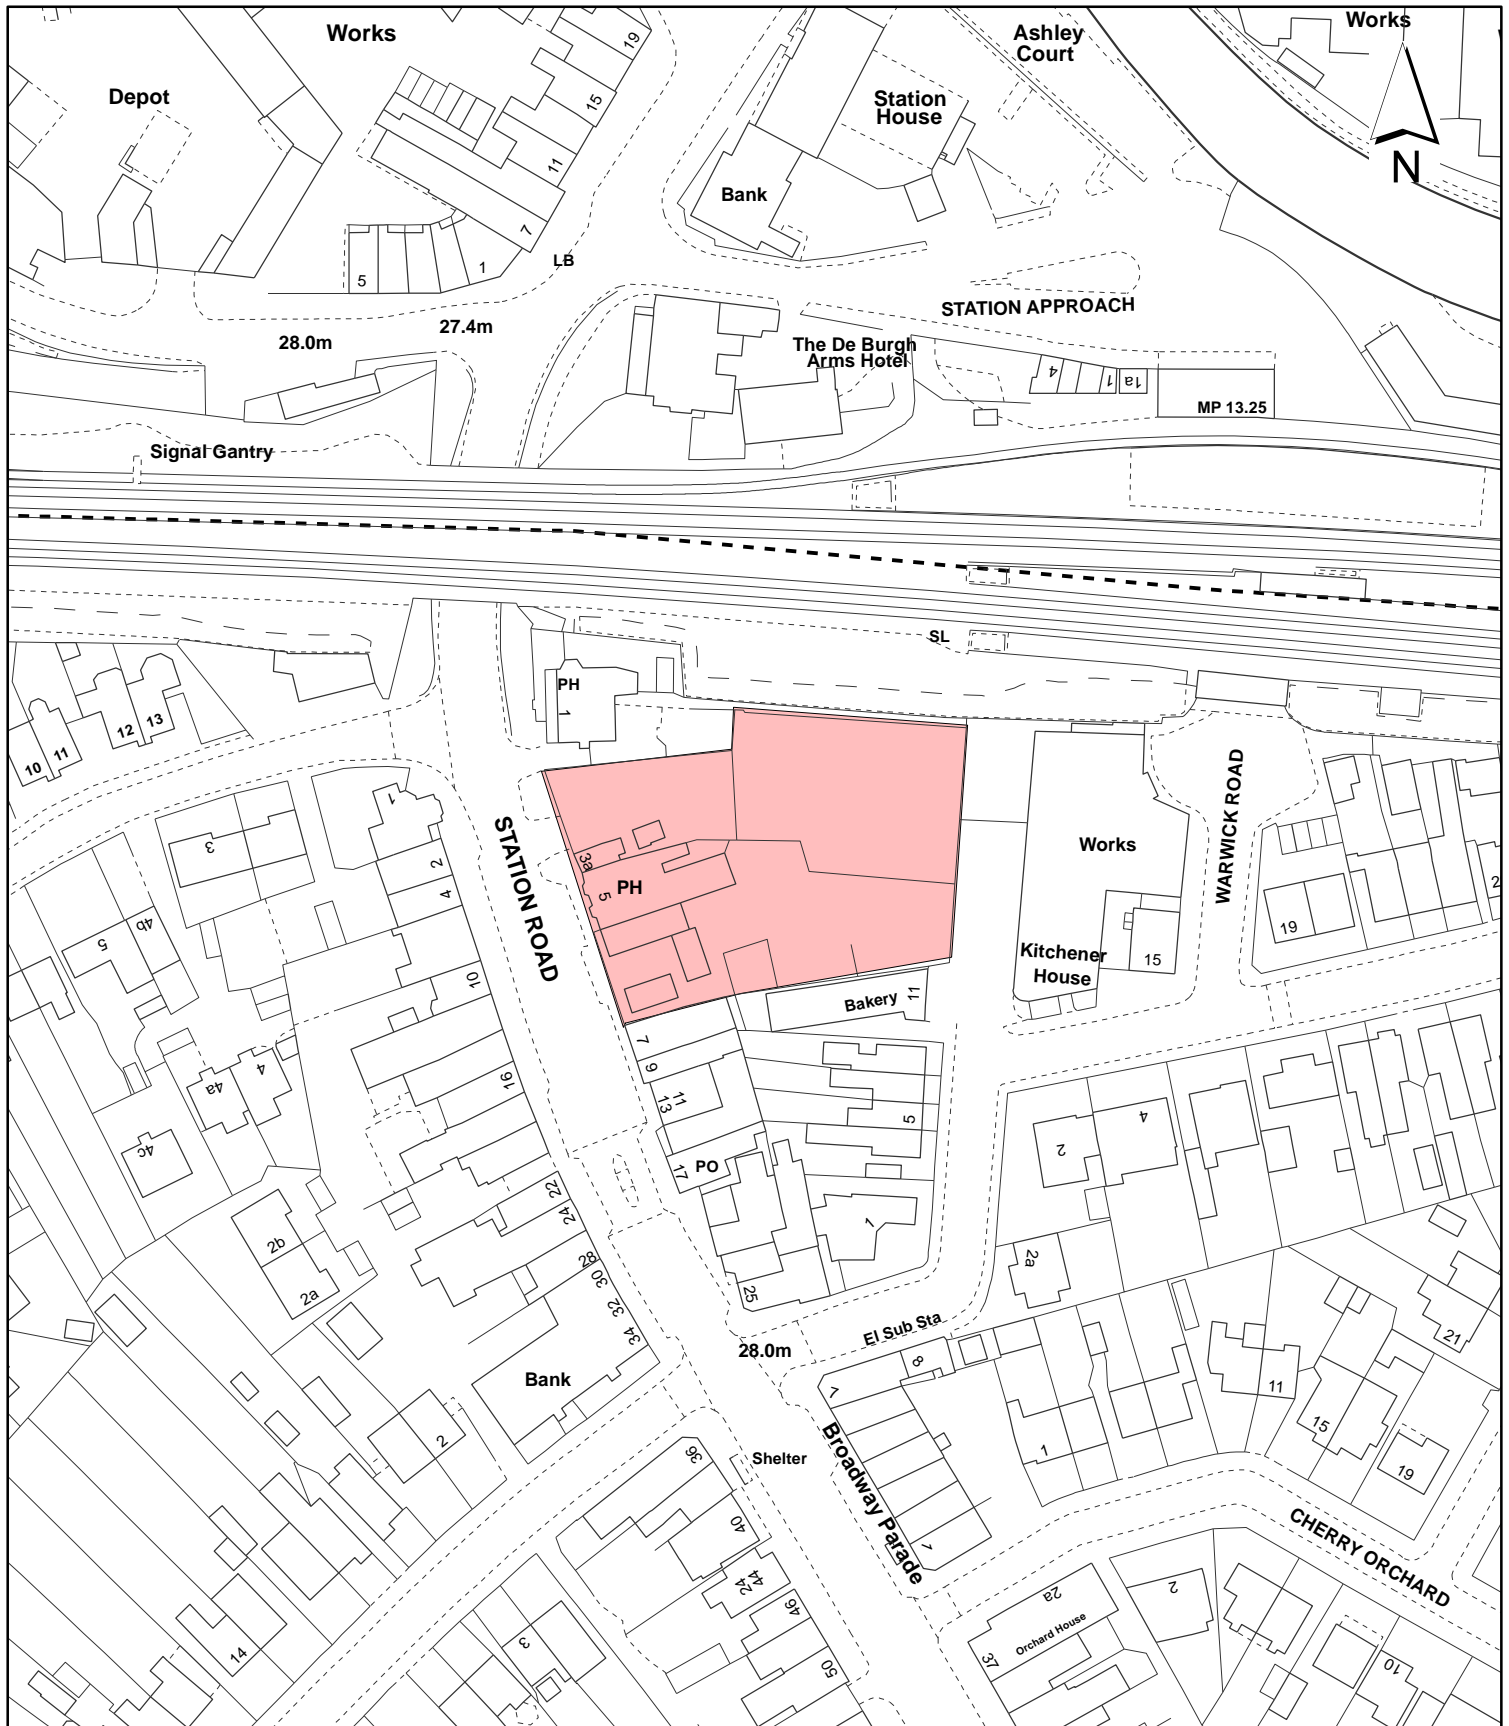 Works
Works
Depot
Ashley
Court
Station
House
N
19
15
11
7
Bank
5
1
LB
27.4m
28.0m
STATION APPROACH
The De Burgh
Arms Hotel
4
1
1a
MP 13.25
Signal Gantry
SL
PH
1
10
11
12
13
1
3
2
4
STATION ROAD
3a
5
PH
Works
WARWICK ROAD
19
2
5
4b
10
Kitchener
House
15
Bakery
11
7
9
11
13
16
4a
4
4c
5
17
PO
22
24
28
30
32
34
2b
2a
1
25
2
4
2a
El Sub Sta
28.0m
8
7
Bank
2
1
11
15
21
19
36
Shelter
Broadway Parade
40
1
44
24
46
50
CHERRY ORCHARD
2a
Orchard House
37
2
10
14
3